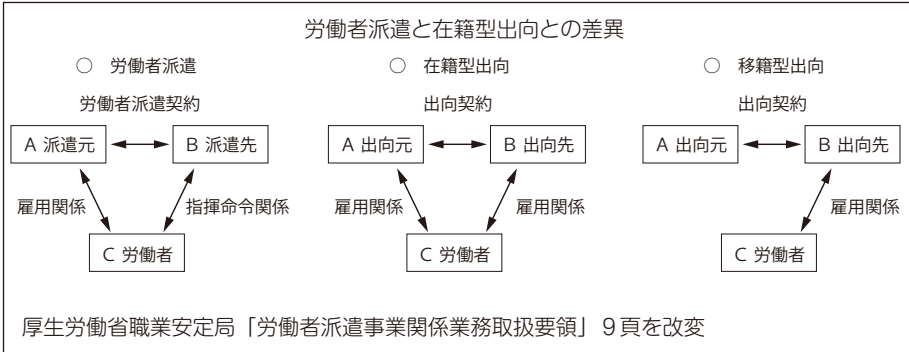 労働者派遣と在籍型出向との差異
○ 労働者派遣
労働者派遣契約
A 派遣元
B 派遣先
雇用関係
指揮命令関係
C 労働者
○ 在籍型出向
出向契約
A 出向元
B 出向先
雇用関係
雇用関係
C 労働者
○ 移籍型出向
出向契約
A 出向元
B 出向先
雇用関係
C 労働者
厚生労働省職業安定局「労働者派遣事業関係業務取扱要領」9頁を改変